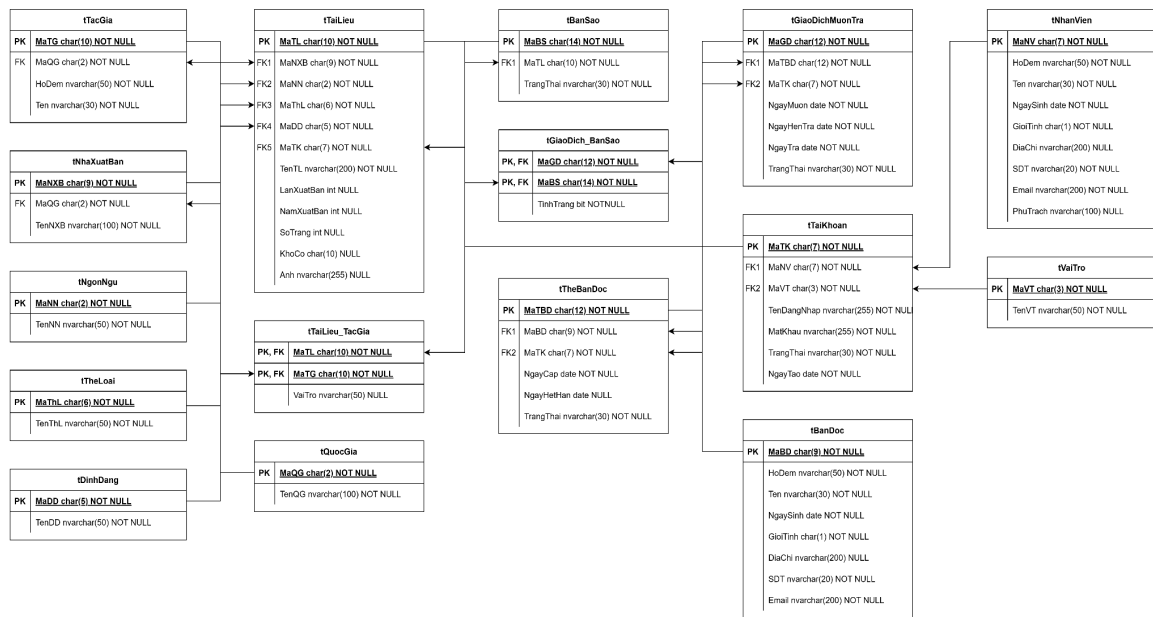 tTacGia
PK MaTG char(10) NOT NULL
FK MaQG char(2) NOT NULL
HoDem nvarchar(50) NOT NULL
Ten nvarchar(30) NOT NULL
tNhaXuatBan
PK MaNXB char(9) NOT NULL
FK MaQG char(2) NOT NULL
TenNXB nvarchar(100) NOT NULL
tNgonNgu
PK MaNN char(2) NOT NULL
TenNN nvarchar(50) NOT NULL
tTheLoai
PK MaThL char(6) NOT NULL
TenThL nvarchar(50) NOT NULL
tDinhDang
PK MaDD char(5) NOT NULL
TenDD nvarchar(50) NOT NULL
tTaiLieu
PK MaTL char(10) NOT NULL
FK1 MaNXB char(9) NOT NULL
FK2 MaNN char(2) NOT NULL
FK3 MaThL char(6) NOT NULL
FK4 MaDD char(5) NOT NULL
FK5 MaTK char(7) NOT NULL
TenTL nvarchar(200) NOT NULL
LanXuatBan int NULL
NamXuatBan int NULL
SoTrang int NULL
KhoCo char(10) NULL
Anh nvarchar(255) NULL
tTaiLieu_TacGia
PK, FK MaTL char(10) NOT NULL
PK, FK MaTG char(10) NOT NULL
VaiTro nvarchar(50) NULL
tQuocGia
PK MaQG char(2) NOT NULL
TenQG nvarchar(100) NOT NULL
tBanSao
PK MaBS char(14) NOT NULL
FK1 MaTL char(10) NOT NULL
TrangThai nvarchar(30) NOT NULL
tGiaoDich_BanSao
PK, FK MaGD char(12) NOT NULL
PK, FK MaBS char(14) NOT NULL
TinhTrang bit NOTNULL
tTheBanDoc
PK MaTBD char(12) NOT NULL
FK1 MaBD char(9) NOT NULL
FK2 MaTK char(7) NOT NULL
NgayCap date NOT NULL
NgayHetHan date NULL
TrangThai nvarchar(30) NOT NULL
tGiaoDichMuonTra
PK MaGD char(12) NOT NULL
FK1 MaTBD char(12) NOT NULL
FK2 MaTK char(7) NOT NULL
NgayMuon date NOT NULL
NgayHenTra date NOT NULL
NgayTra date NOT NULL
TrangThai nvarchar(30) NOT NULL
tTaiKhoan
PK MaTK char(7) NOT NULL
FK1 MaNV char(7) NOT NULL
FK2 MaVT char(3) NOT NULL
TenDangNhap nvarchar(255) NOT NULL
MatKhau nvarchar(255) NOT NULL
TrangThai nvarchar(30) NOT NULL
NgayTao date NOT NULL
tBanDoc
PK MaBD char(9) NOT NULL
HoDem nvarchar(50) NOT NULL
Ten nvarchar(30) NOT NULL
NgaySinh date NOT NULL
GioiTinh char(1) NOT NULL
DiaChi nvarchar(200) NULL
SDT nvarchar(20) NOT NULL
Email nvarchar(200) NOT NULL
tNhanVien
PK MaNV char(7) NOT NULL
HoDem nvarchar(50) NOT NULL
Ten nvarchar(30) NOT NULL
NgaySinh date NOT NULL
GioiTinh char(1) NOT NULL
DiaChi nvarchar(200) NULL
SDT nvarchar(20) NOT NULL
Email nvarchar(200) NOT NULL
PhuTrach nvarchar(100) NULL
tVaiTro
PK MaVT char(3) NOT NULL
TenVT nvarchar(50) NOT NULL